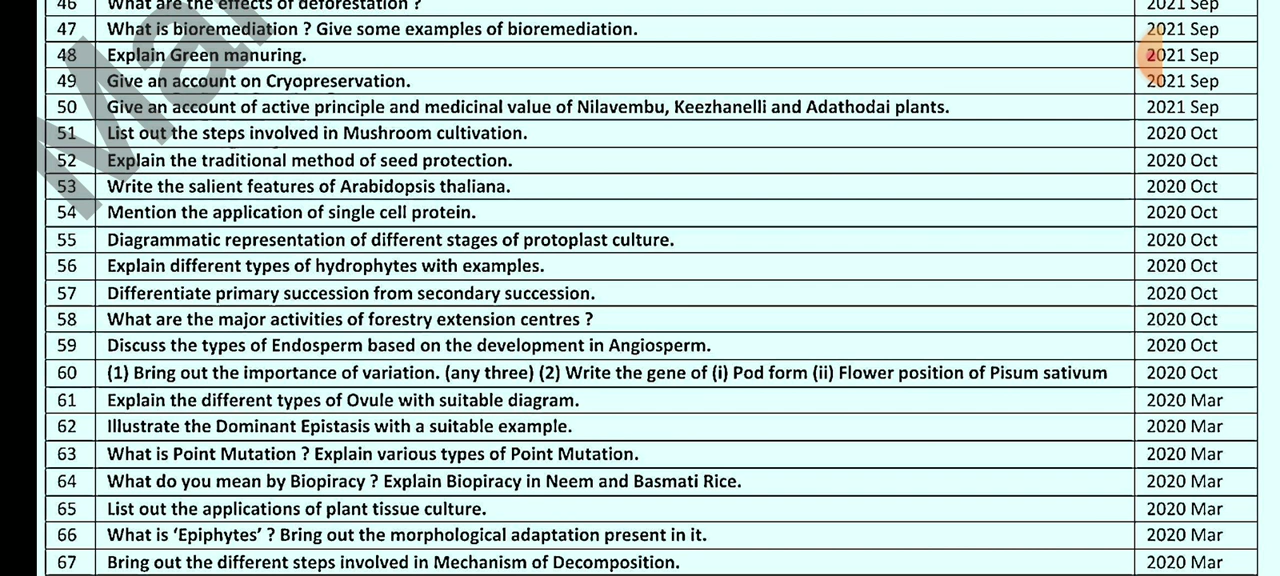 46 What are the effects of deforestation ? 2021 Sep
47 What is bioremediation ? Give some examples of bioremediation. 2021 Sep
48 Explain Green manuring. 2021 Sep
49 Give an account on Cryopreservation. 2021 Sep
50 Give an account of active principle and medicinal value of Nilavembu, Keezhanelli and Adathodai plants. 2021 Sep
51 List out the steps involved in Mushroom cultivation. 2020 Oct
52 Explain the traditional method of seed protection. 2020 Oct
53 Write the salient features of Arabidopsis thaliana. 2020 Oct
54 Mention the application of single cell protein. 2020 Oct
55 Diagrammatic representation of different stages of protoplast culture. 2020 Oct
56 Explain different types of hydrophytes with examples. 2020 Oct
57 Differentiate primary succession from secondary succession. 2020 Oct
58 What are the major activities of forestry extension centres ? 2020 Oct
59 Discuss the types of Endosperm based on the development in Angiosperm. 2020 Oct
60 (1) Bring out the importance of variation. (any three) (2) Write the gene of (i) Pod form (ii) Flower position of Pisum sativum 2020 Oct
61 Explain the different types of Ovule with suitable diagram. 2020 Mar
62 Illustrate the Dominant Epistasis with a suitable example. 2020 Mar
63 What is Point Mutation ? Explain various types of Point Mutation. 2020 Mar
64 What do you mean by Biopiracy ? Explain Biopiracy in Neem and Basmati Rice. 2020 Mar
65 List out the applications of plant tissue culture. 2020 Mar
66 What is ‘Epiphytes’ ? Bring out the morphological adaptation present in it. 2020 Mar
67 Bring out the different steps involved in Mechanism of Decomposition. 2020 Mar